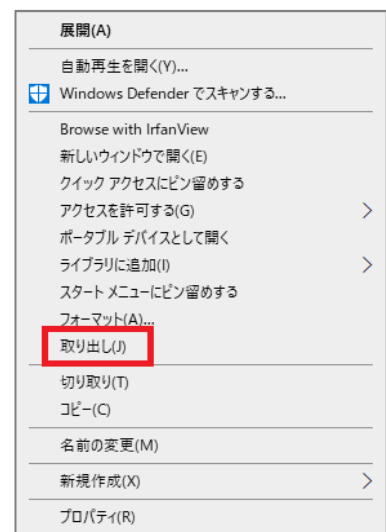 展開(A)
自動再生を開く(Y)...
Windows Defender でスキャンする...
Browse with IrfanView
新しいウィンドウで開く(E)
クイック アクセスにピン留めする
アクセスを許可する(G)
ポータブル デバイスとして開く
ライブラリに追加(I)
スタート メニューにピン留めする
フォーマット(A)...
取り出し(J)
切り取り(T)
コピー(C)
名前の変更(M)
新規作成(X)
プロパティ(R)